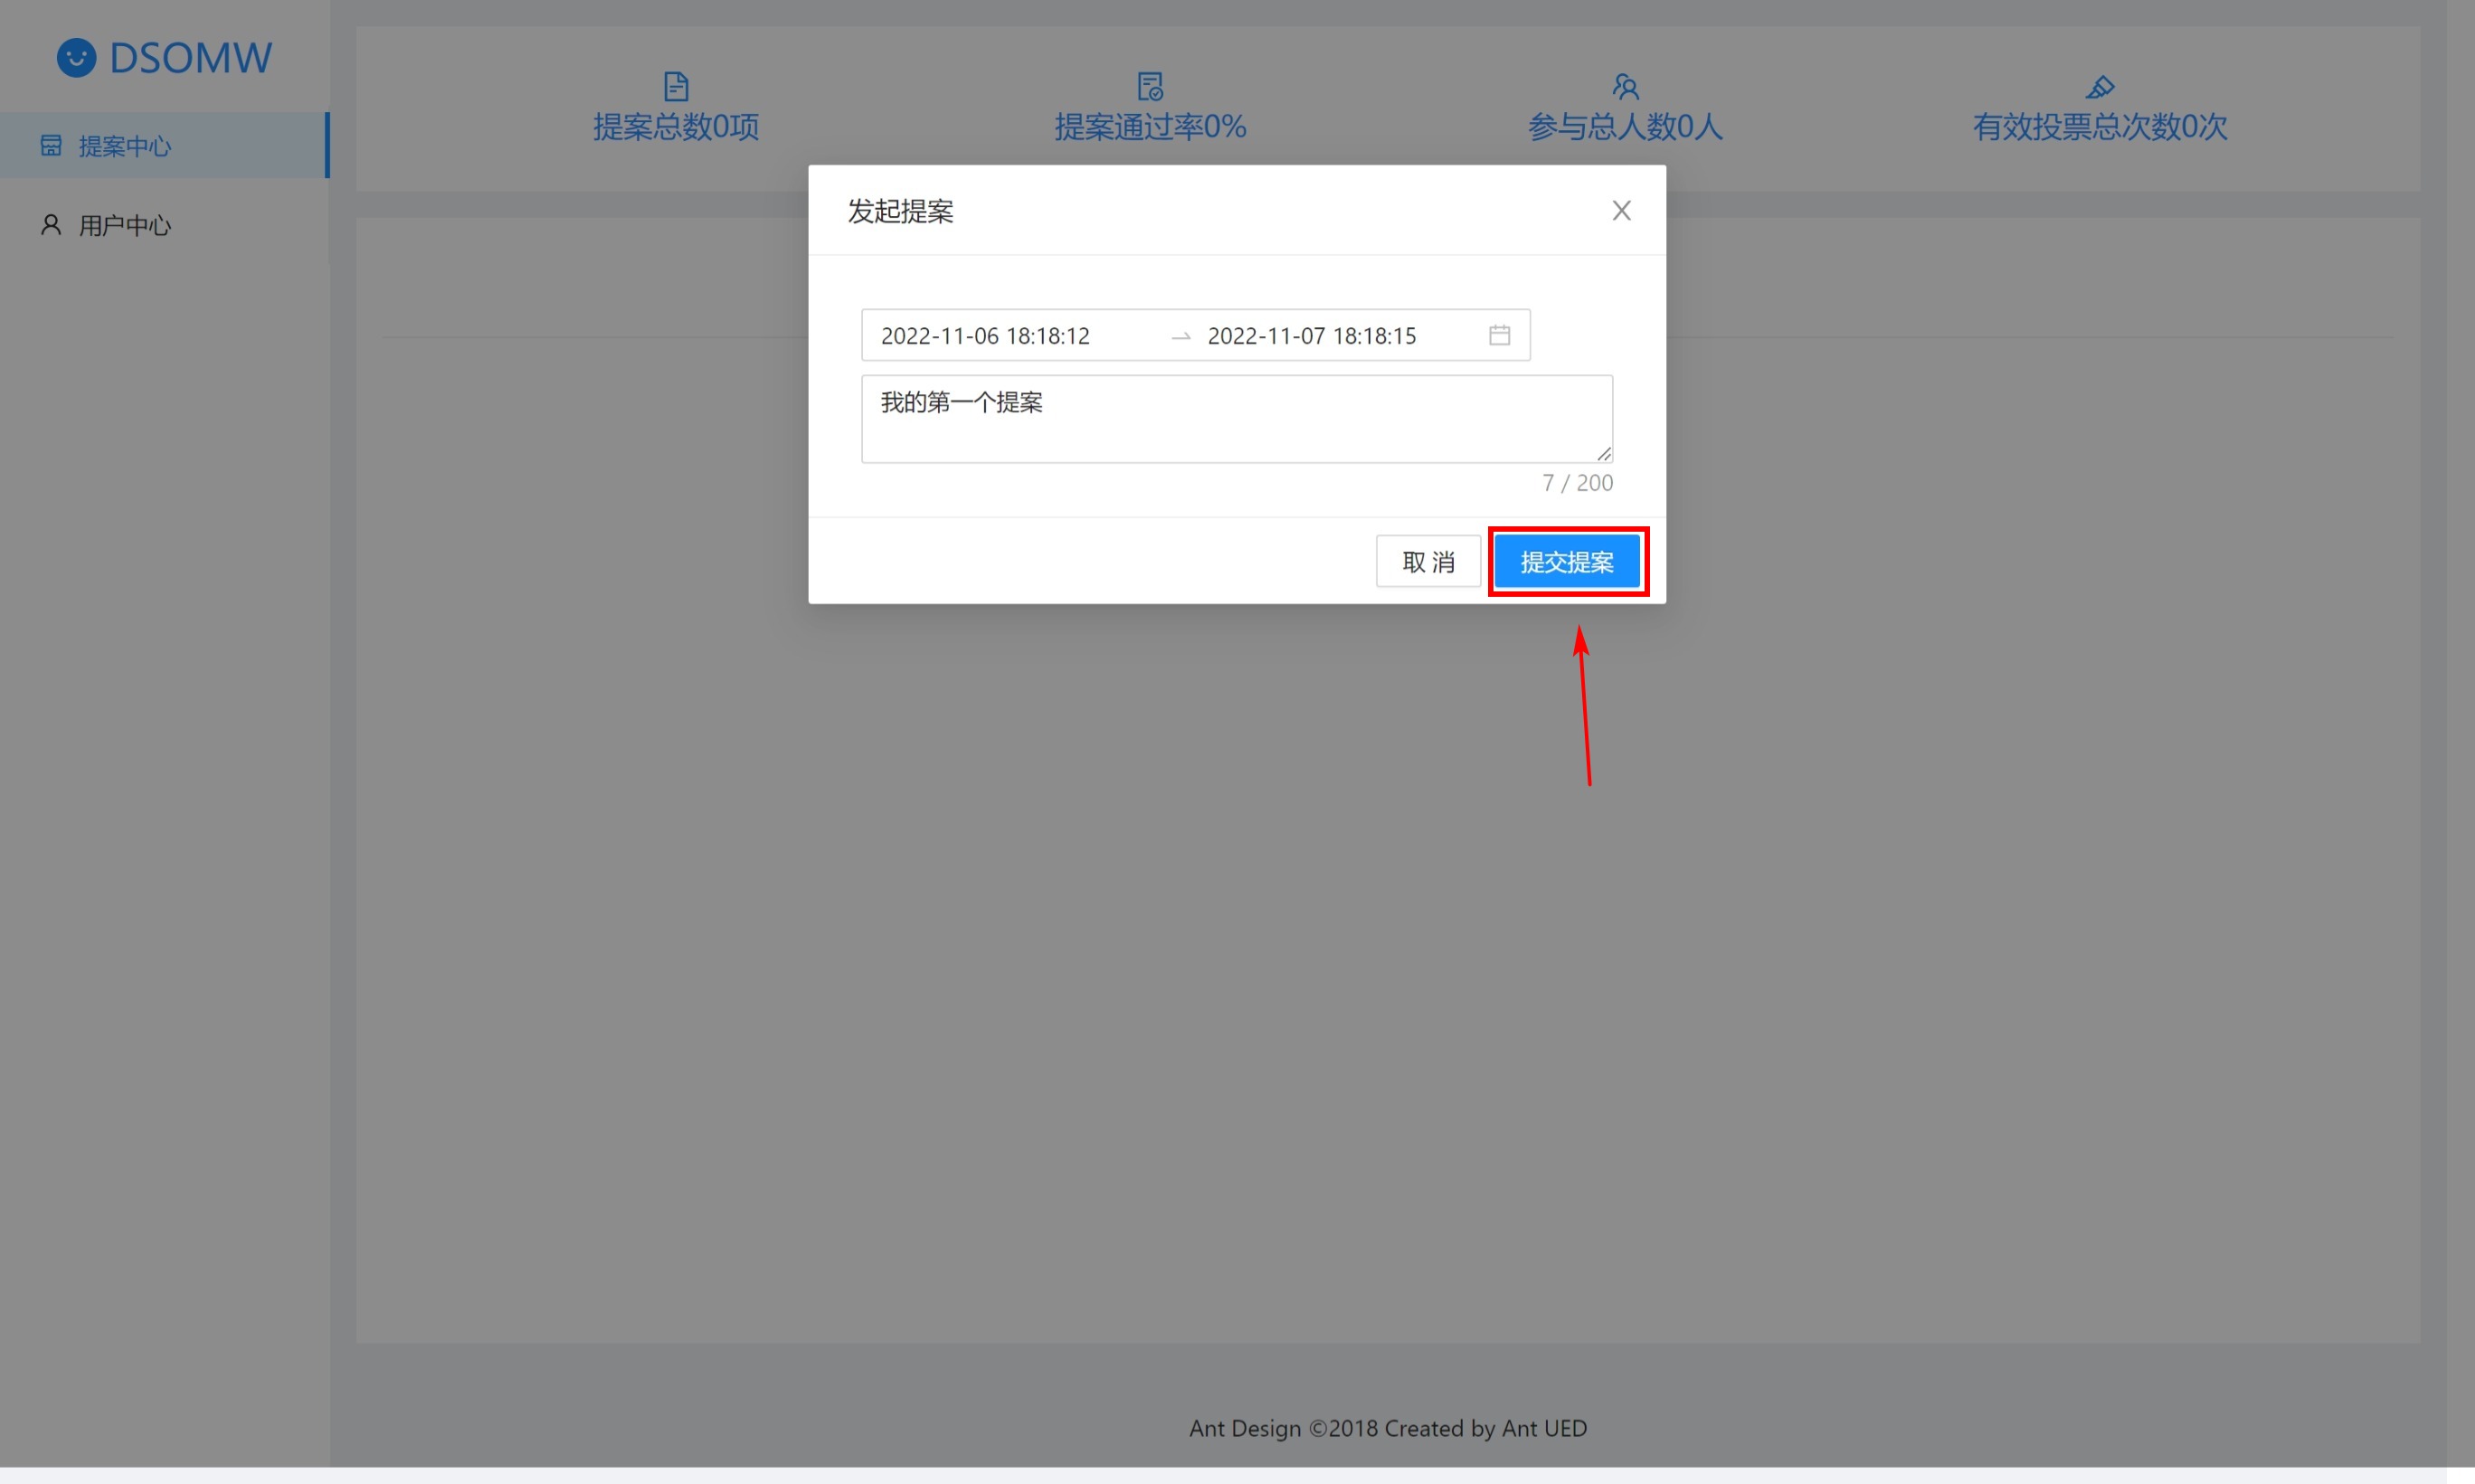 DSOMW
提案中心
用户中心
提案总数0项
提案通过率0%
参与总人数0人
有效投票总次数0次
发起提案
2022-11-06 18:18:12
2022-11-07 18:18:15
我的第一个提案
7 / 200
取 消
提交提案
Ant Design ©2018 Created by Ant UED